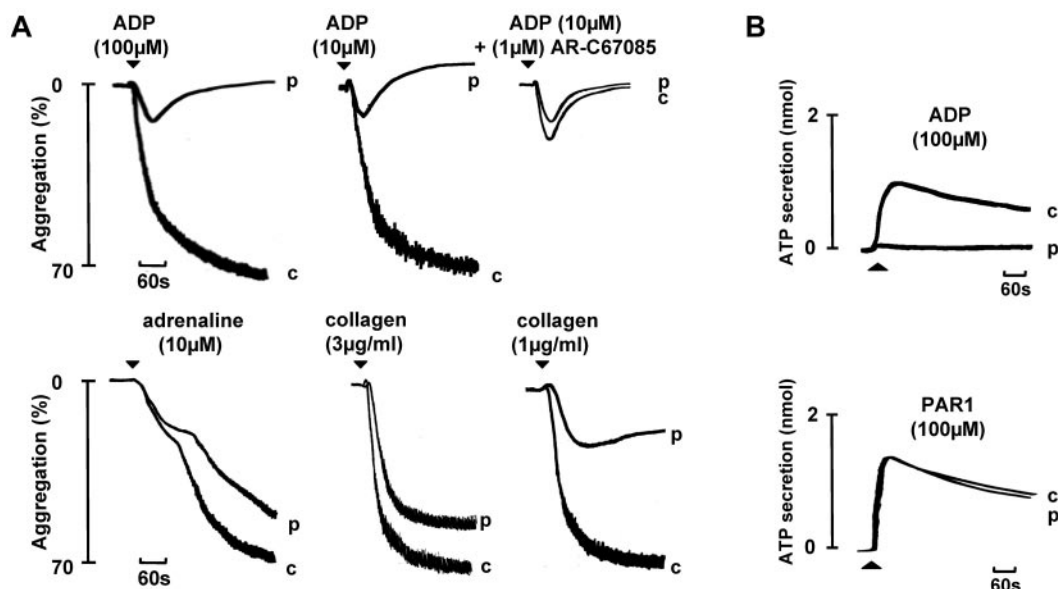 A
B
ADP
(100µM)
ADP
(10µM)
ADP (10µM)
+ (1µM) AR-C67085
0
Aggregation (%)
70
60s
p
c
p
c
p
c
adrenaline
(10µM)
collagen
(3µg/ml)
collagen
(1µg/ml)
0
Aggregation (%)
70
60s
p
c
p
c
p
c
2
ATP secretion (nmol)
0
ADP
(100µM)
c
p
60s
2
ATP secretion (nmol)
0
PAR1
(100µM)
c
p
60s